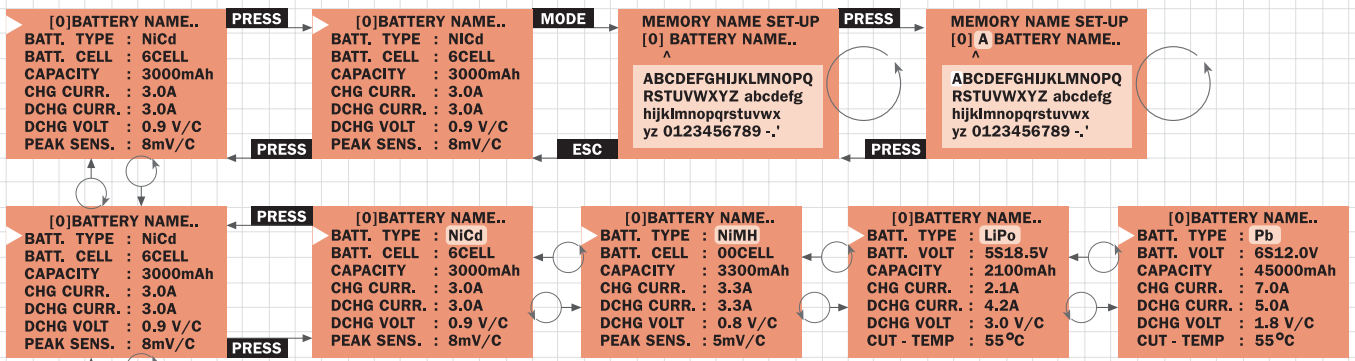 [0]BATTERY NAME..
BATT. TYPE : NiCd
BATT. CELL : 6CELL
CAPACITY : 3000mAh
CHG CURR. : 3.0A
DCHG CURR. : 3.0A
DCHG VOLT : 0.9 V/C
PEAK SENS. : 8mV/C
PRESS
PRESS
[0]BATTERY NAME..
BATT. TYPE : NICd
BATT. CELL : 6CELL
CAPACITY : 3000mAh
CHG CURR. : 3.0A
DCHG CURR. : 3.0A
DCHG VOLT : 0.9 V/C
PEAK SENS. : 8mV/C
MODE
ESC
MEMORY NAME SET-UP
[0] BATTERY NAME..
^
ABCDEFGHIJKLMNOPQ
RSTUVWXYZ abcdefg
hijklmnopqrstuvwx
yz 0123456789 -.'
PRESS
PRESS
MEMORY NAME SET-UP
[0] A BATTERY NAME..
^
ABCDEFGHIJKLMNOPQ
RSTUVWXYZ abcdefg
hijklmnopqrstuvwx
yz 0123456789 -.'
[0]BATTERY NAME..
BATT. TYPE : NiCd
BATT. CELL : 6CELL
CAPACITY : 3000mAh
CHG CURR. : 3.0A
DCHG CURR. : 3.0A
DCHG VOLT : 0.9 V/C
PEAK SENS. : 8mV/C
PRESS
PRESS
[0]BATTERY NAME..
BATT. TYPE : NiCd
BATT. CELL : 6CELL
CAPACITY : 3000mAh
CHG CURR. : 3.0A
DCHG CURR. : 3.0A
DCHG VOLT : 0.9 V/C
PEAK SENS. : 8mV/C
[0]BATTERY NAME..
BATT. TYPE : NiMH
BATT. CELL : 00CELL
CAPACITY : 3300mAh
CHG CURR. : 3.3A
DCHG CURR. : 3.3A
DCHG VOLT : 0.8 V/C
PEAK SENS. : 5mV/C
[0]BATTERY NAME..
BATT. TYPE : LiPo
BATT. VOLT : 5S18.5V
CAPACITY : 2100mAh
CHG CURR. : 2.1A
DCHG CURR. : 4.2A
DCHG VOLT : 3.0 V/C
CUT - TEMP : 55°C
[0]BATTERY NAME..
BATT. TYPE : Pb
BATT. VOLT : 6S12.0V
CAPACITY : 45000mAh
CHG CURR. : 7.0A
DCHG CURR. : 5.0A
DCHG VOLT : 1.8 V/C
CUT - TEMP : 55°C